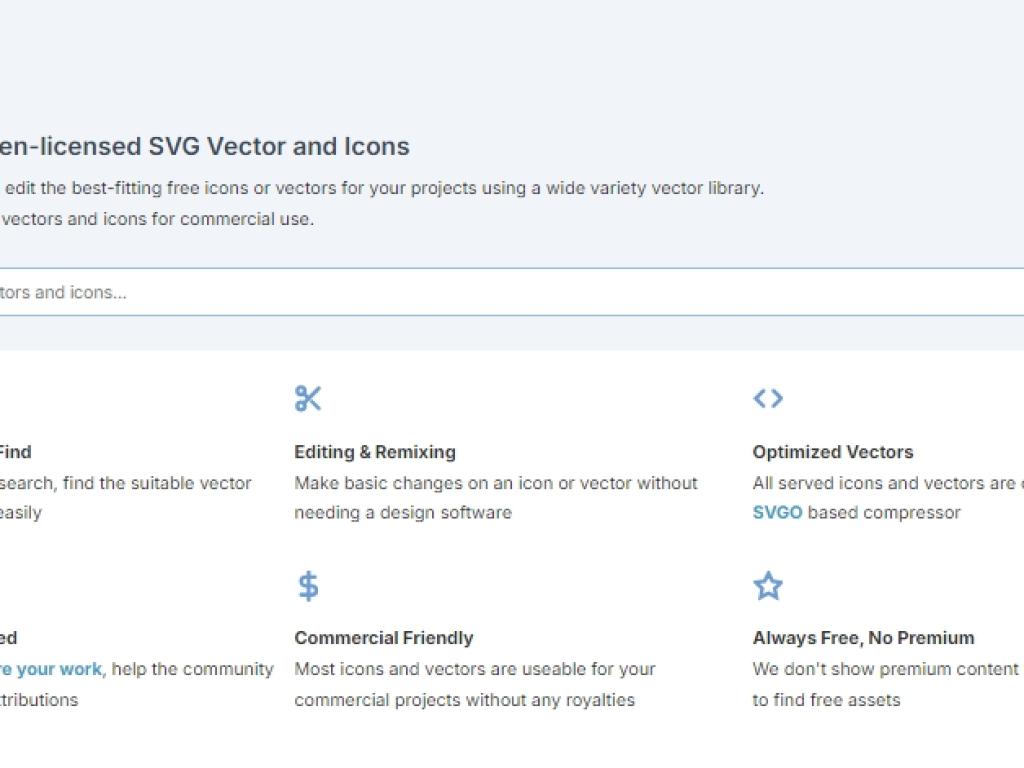 en-licensed SVG Vector and Icons
edit the best-fitting free icons or vectors for your projects using a wide variety vector library.
vectors and icons for commercial use.
tors and icons...
Find
search, find the suitable vector
easily
Editing & Remixing
Make basic changes on an icon or vector without
needing a design software
Optimized Vectors
All served icons and vectors are
SVGO based compressor
ed
re your work, help the community
tributions
Commercial Friendly
Most icons and vectors are useable for your
commercial projects without any royalties
Always Free, No Premium
We don't show premium content
to find free assets